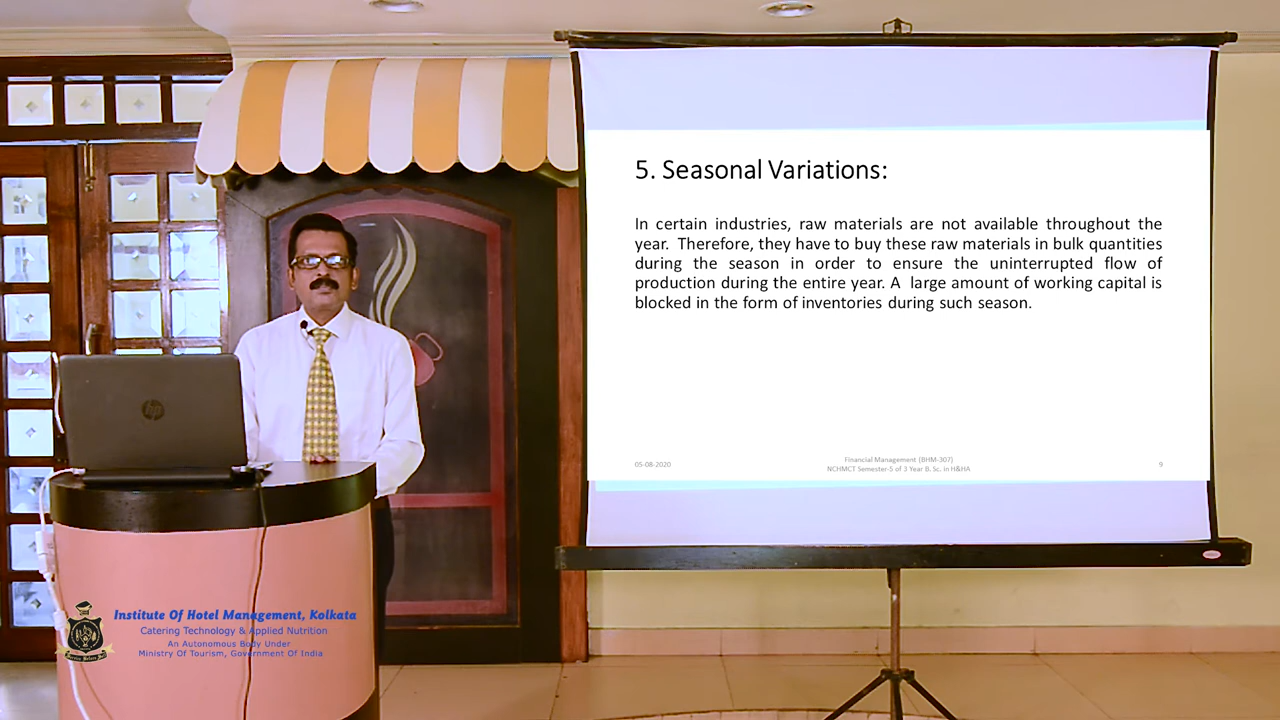 5. Seasonal Variations:
In certain industries, raw materials are not available throughout the
year. Therefore, they have to buy these raw materials in bulk quantities
during the season in order to ensure the uninterrupted flow of
production during the entire year. A large amount of working capital is
blocked in the form of inventories during such season.
05-08-2020
Financial Management (BHM-307)
NCHMCT Semester-5 of 3 Year B. Sc. in H&HA
9
hp
Institute Of Hotel Management, Kolkata
Catering Technology & Applied Nutrition
An Autonomous Body Under
Ministry Of Tourism, Government Of India